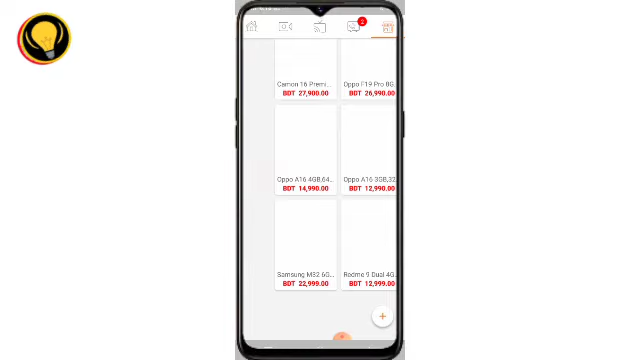 2
Camon 16 Premi...
BDT 27,900.00
Oppo F19 Pro 8G
BDT 26,990.00
Oppo A16 4GB,64...
BDT 14,990.00
Oppo A16 3GB,32
BDT 12,990.00
Samsung M32 6G...
BDT 22,999.00
Redme 9 Dual 4G
BDT 12,999.00
+